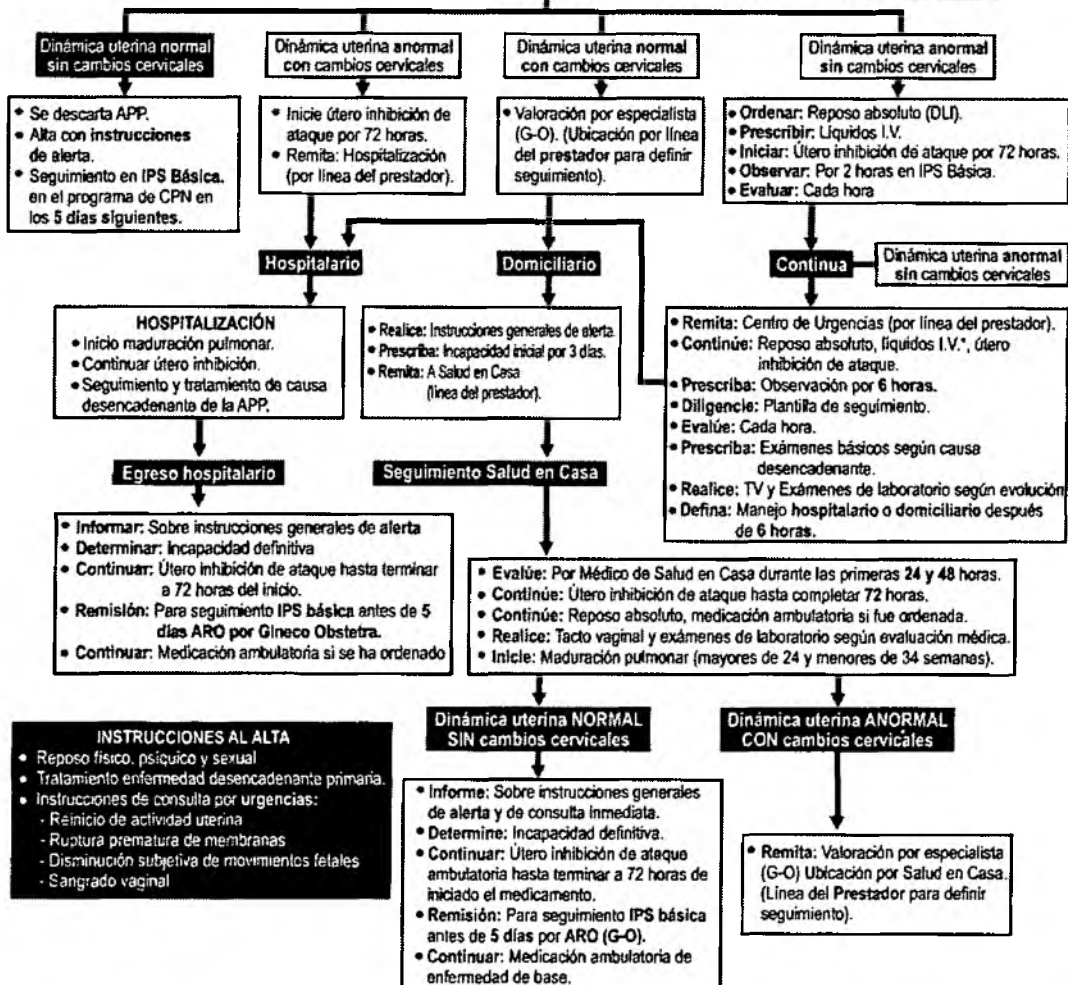 Dinámica uterina normal
sin cambios cervicales
Dinámica uterina anormal
con cambios cervicales
Dinámica uterina normal
con cambios cervicales
Dinámica uterina anormal
sin cambios cervicales
• Se descarta APP.
• Alta con instrucciones
de alerta.
• Seguimiento en IPS Básica,
en el programa de CPN en
los 5 días siguientes.
• Inicie útero inhibición de
ataque por 72 horas.
• Remita: Hospitalización
(por línea del prestador).
• Valoración por especialista
(G-O). (Ubicación por línea
del prestador para definir
seguimiento).
• Ordenar: Reposo absoluto (DLI).
• Prescribir: Líquidos I.V.
• Iniciar: Útero inhibición de ataque por 72 horas.
• Observar: Por 2 horas en IPS Básica.
• Evaluar: Cada hora
Hospitalario
Domiciliario
Continua
Dinámica uterina anormal
sin cambios cervicales
HOSPITALIZACIÓN
• Inicio maduración pulmonar.
• Continuar útero inhibición.
• Seguimiento y tratamiento de causa
desencadenante de la APP.
• Realice: Instrucciones generales de alerta.
• Prescriba: Incapacidad inicial por 3 días.
• Remita: A Salud en Casa
(línea del prestador).
• Remita: Centro de Urgencias (por línea del prestador).
• Continúe: Reposo absoluto, líquidos I.V.*, útero
inhibición de ataque.
• Prescriba: Observación por 6 horas.
• Diligencie: Plantilla de seguimiento.
• Evalúe: Cada hora.
• Prescriba: Exámenes básicos según causa
desencadenante.
• Realice: TV y Exámenes de laboratorio según evolución
• Defina: Manejo hospitalario o domiciliario después
de 6 horas.
Egreso hospitalario
Seguimiento Salud en Casa
• Informar: Sobre instrucciones generales de alerta
• Determinar: Incapacidad definitiva
• Continuar: Útero inhibición de ataque hasta terminar
a 72 horas del inicio.
• Remisión: Para seguimiento IPS básica antes de 5
días ARO por Gineco Obstetra.
• Continuar: Medicación ambulatoria si se ha ordenado
• Evalúe: Por Médico de Salud en Casa durante las primeras 24 y 48 horas.
• Continúe: Útero inhibición de ataque hasta completar 72 horas.
• Continúe: Reposo absoluto, medicación ambulatoria si fue ordenada.
• Realice: Tacto vaginal y exámenes de laboratorio según evaluación médica.
• Inicie: Maduración pulmonar (mayores de 24 y menores de 34 semanas).
INSTRUCCIONES AL ALTA
• Reposo físico, psíquico y sexual
• Tratamiento enfermedad desencadenante primaria.
• Instrucciones de consulta por urgencias:
- Reinicio de actividad uterina
- Ruptura prematura de membranas
- Disminución subjetiva de movimientos fetales
- Sangrado vaginal
Dinámica uterina NORMAL
SIN cambios cervicales
Dinámica uterina ANORMAL
CON cambios cervicales
• Informe: Sobre instrucciones generales
de alerta y de consulta inmediata.
• Determine: Incapacidad definitiva.
• Continuar: Útero inhibición de ataque
ambulatoria hasta terminar a 72 horas de
iniciado el medicamento.
• Remisión: Para seguimiento IPS básica
antes de 5 días por ARO (G-O).
• Continuar: Medicación ambulatoria de
enfermedad de base.
• Remita: Valoración por especialista
(G-O) Ubicación por Salud en Casa.
(Línea del Prestador para definir
seguimiento).